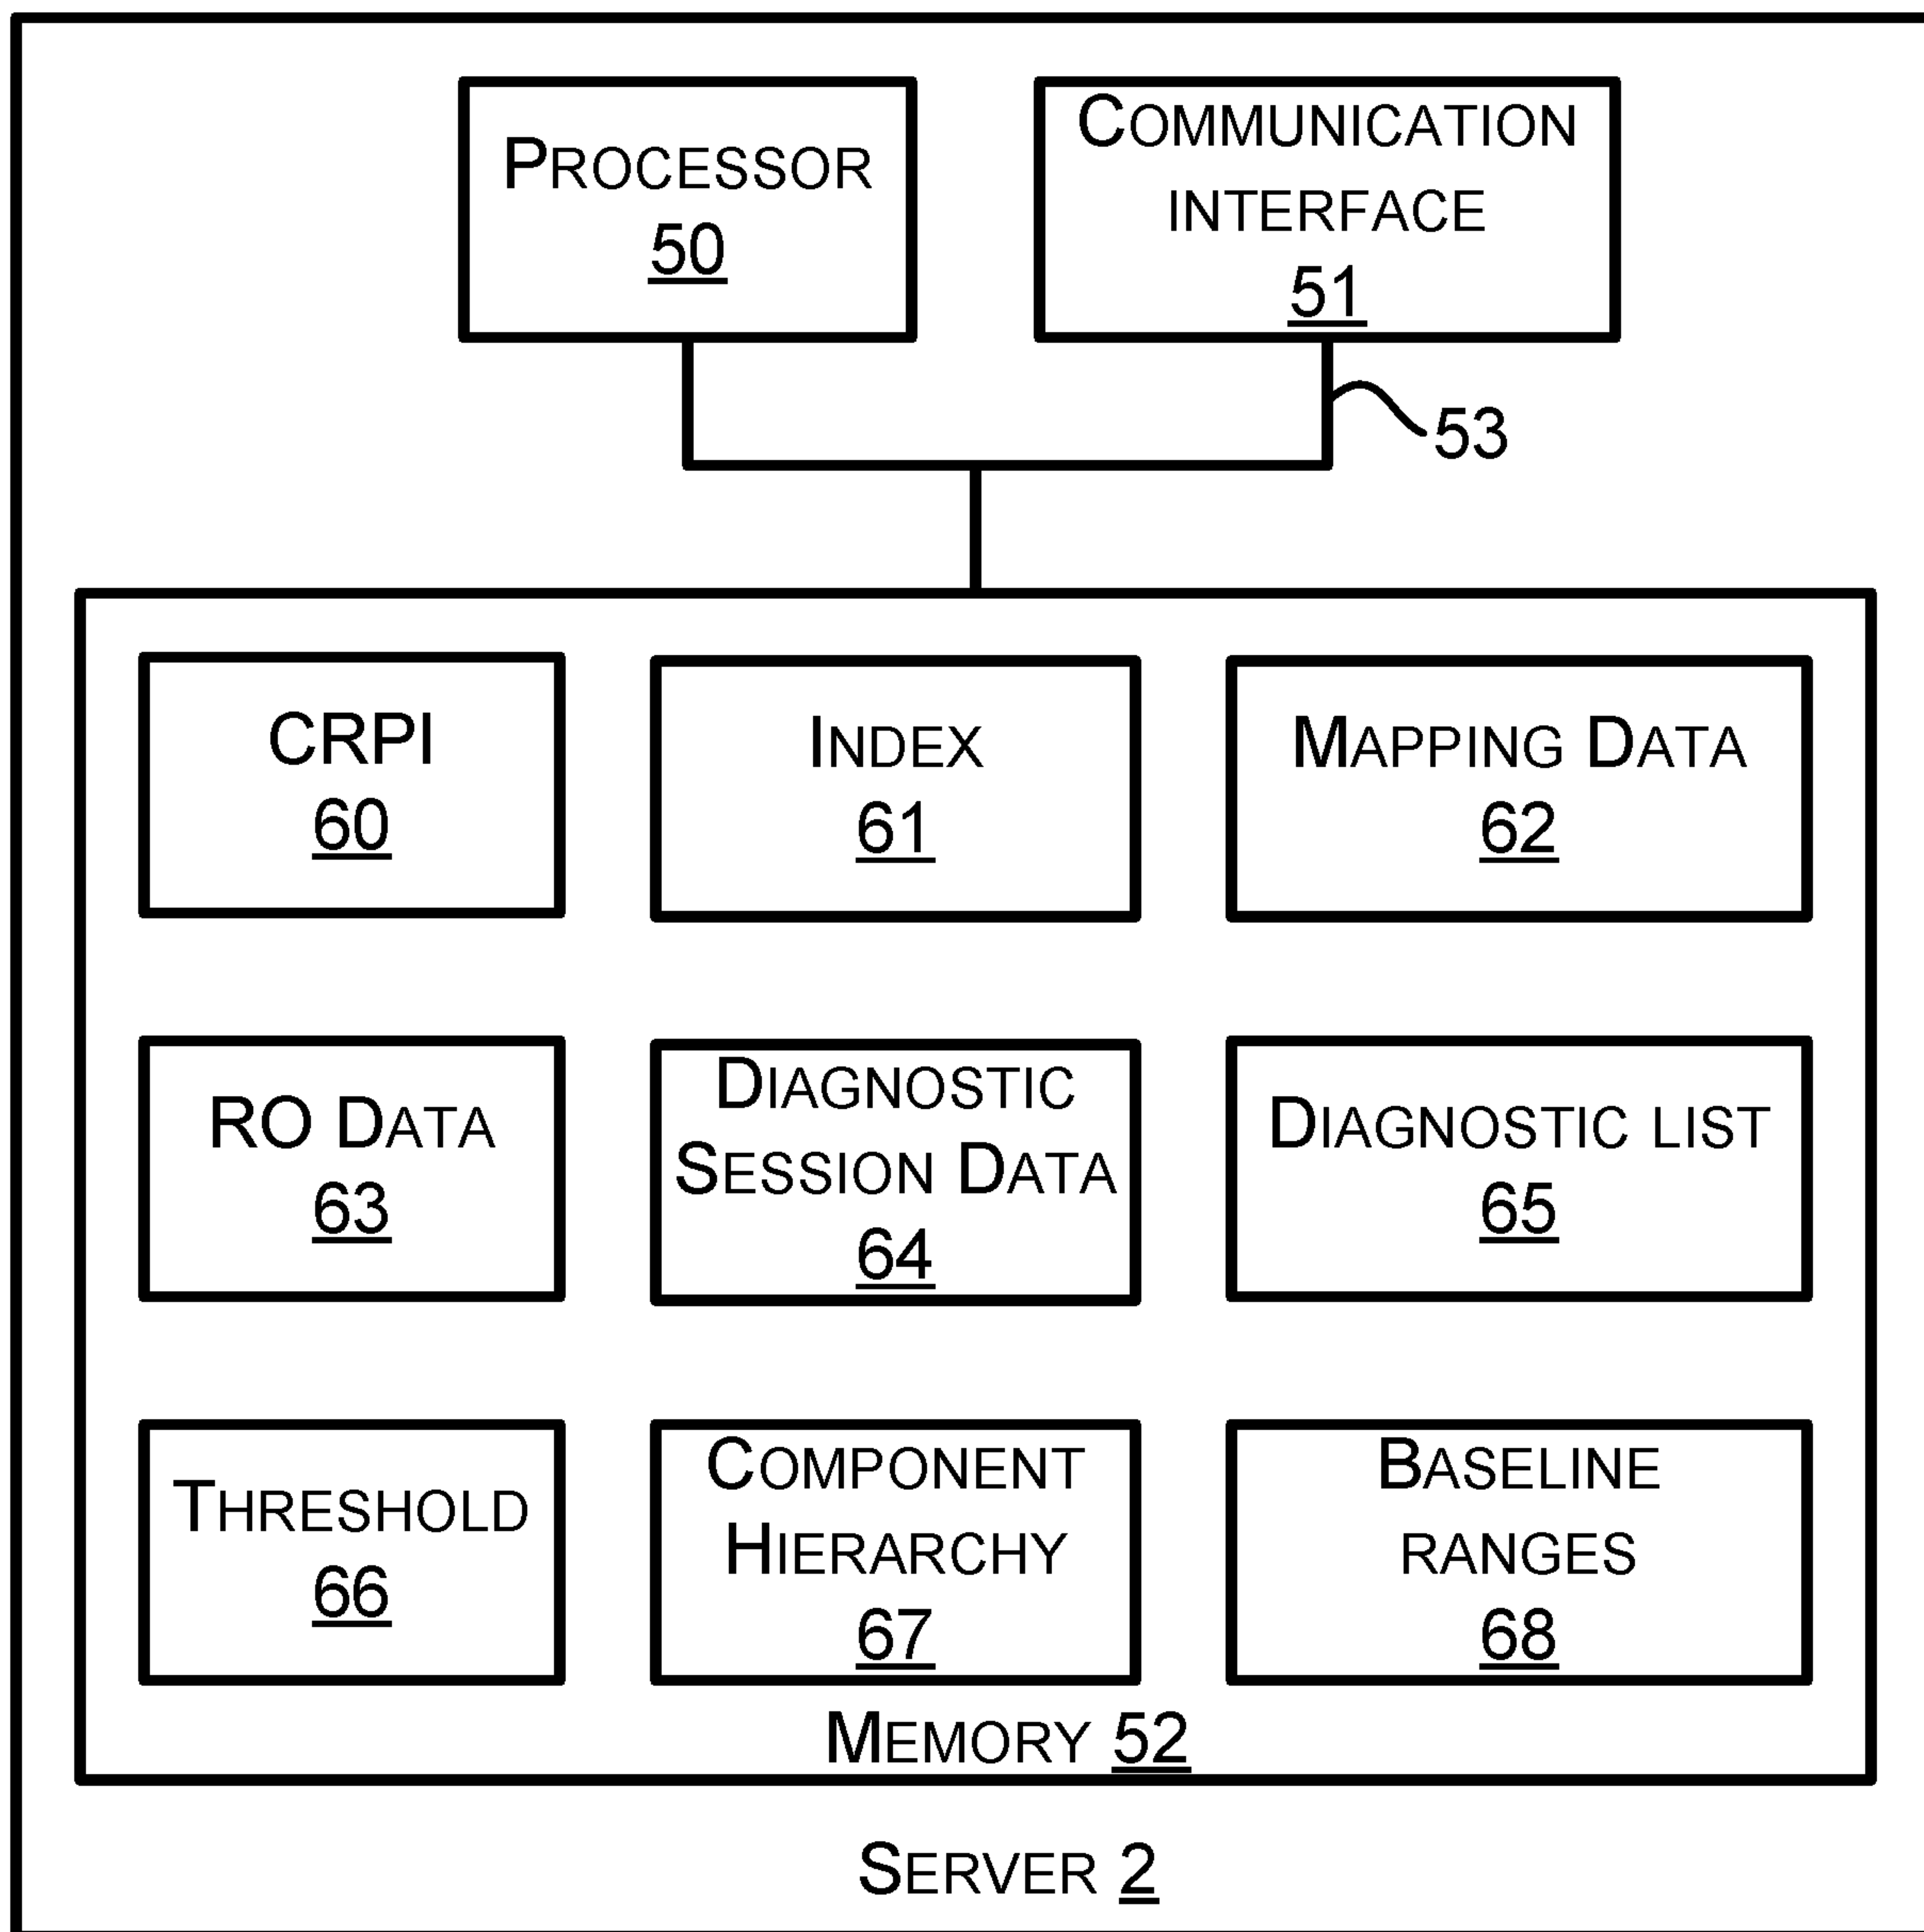 PROCESSOR
50
COMMUNICATION
INTERFACE
51
53
CRPI
60
INDEX
61
MAPPING DATA
62
RO DATA
63
DIAGNOSTIC
SESSION DATA
64
DIAGNOSTIC LIST
65
THRESHOLD
66
COMPONENT
HIERARCHY
67
BASELINE
RANGES
68
MEMORY 52
SERVER 2